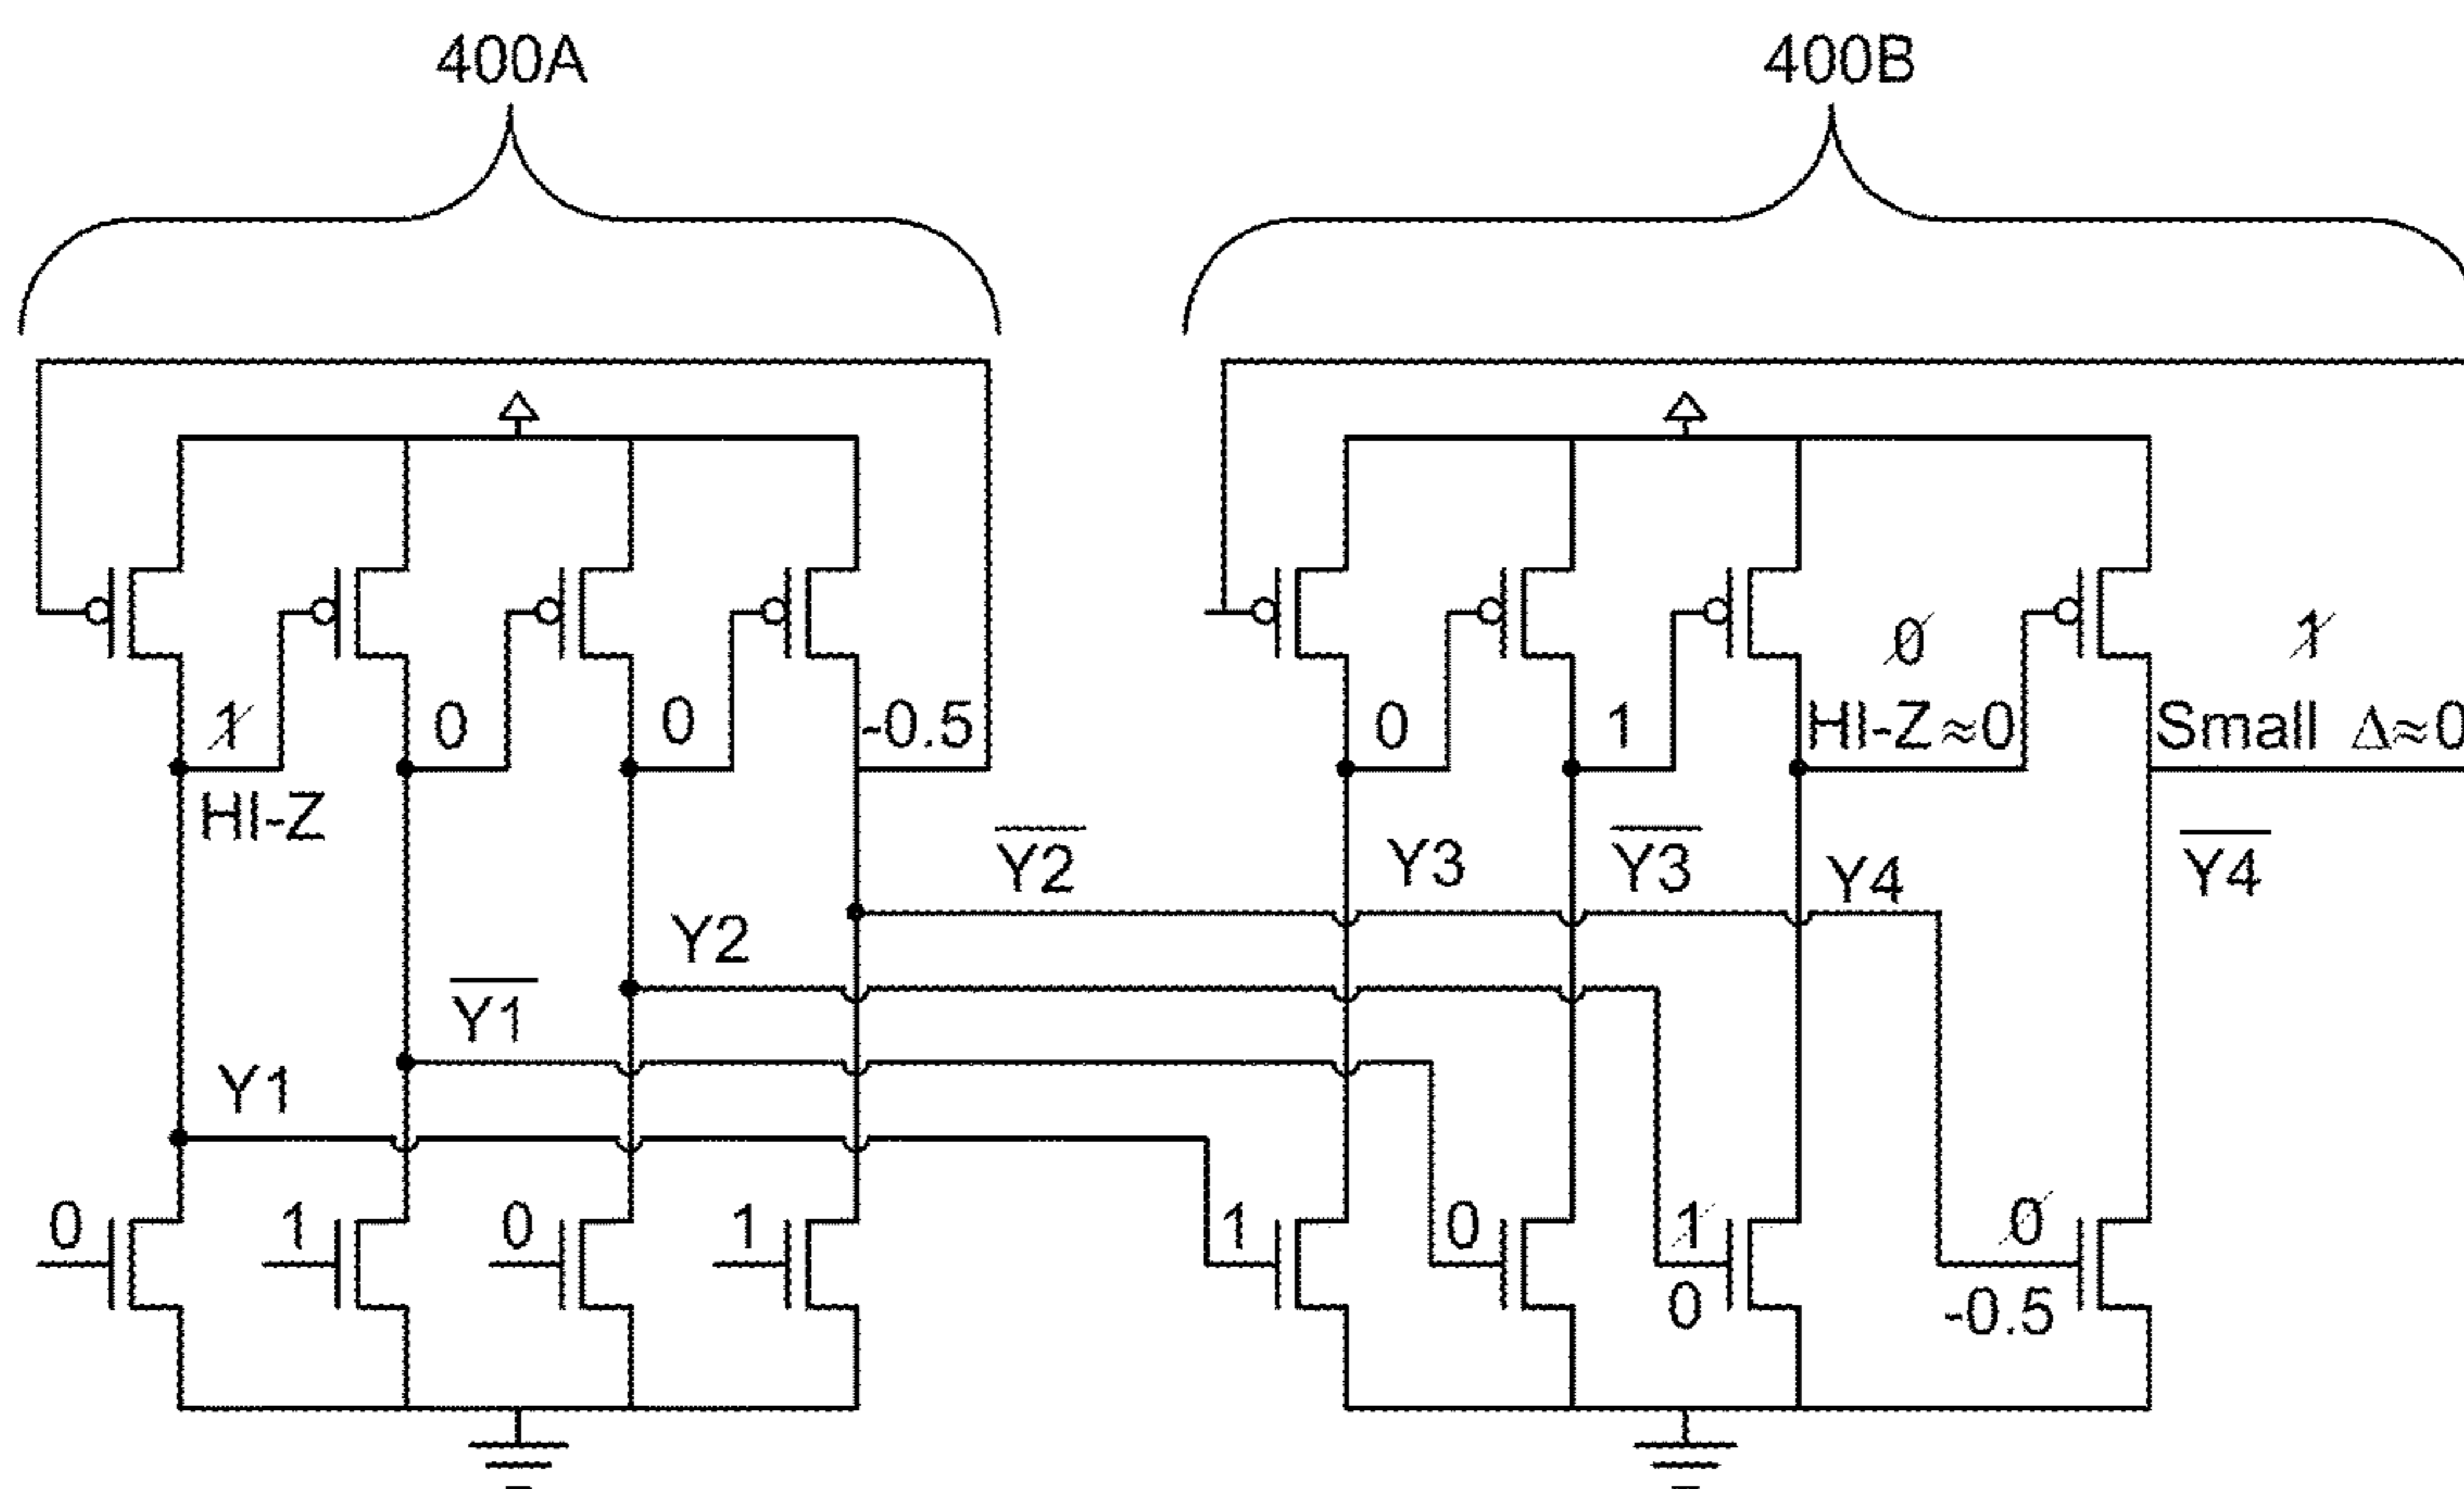 400A 400B
0 1
1 0 0 -0.5 0 1 HI-Z≈0 Small Δ≈0
HI-Z
Y2 Y3 Y3 Y4 Y4
Y2
Y1
Y1
0 1 0 1 1 0 1 0
0 -0.5